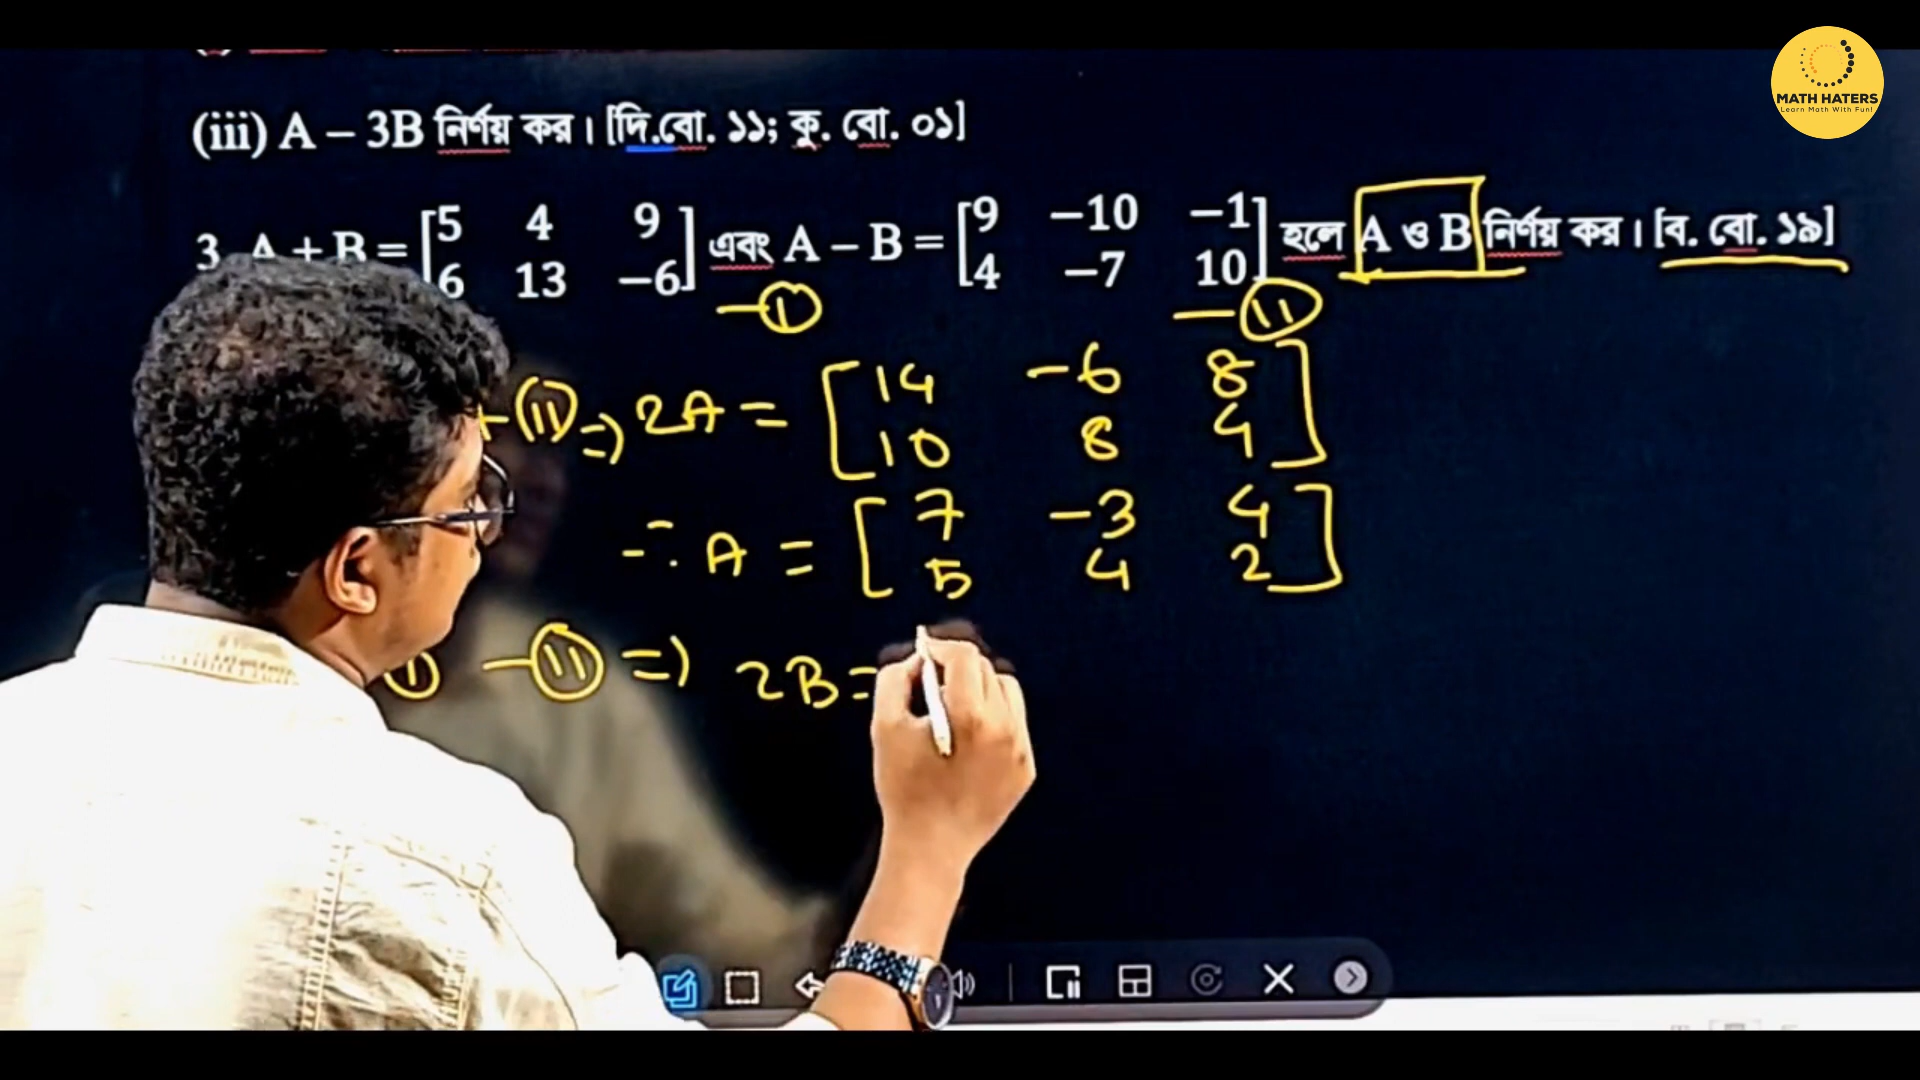 MATH HATERS
Learn Math With Fun!
(iii) A – 3B নির্ণয় কর। [দি.বো. ১১; কু. বো. ০১]
3. A + B = [5 4 9
6 13 −6] এবং A – B = [9 −10 −1
4 −7 10] হলে A ও B নির্ণয় কর। [ব. বো. ১৯]
— (i)
— (ii)
+ (ii) ⇒ 2A = [14 −6 8
10 8 4]
∴ A = [7 −3 4
5 4 2]
(i) − (ii) ⇒ 2B =